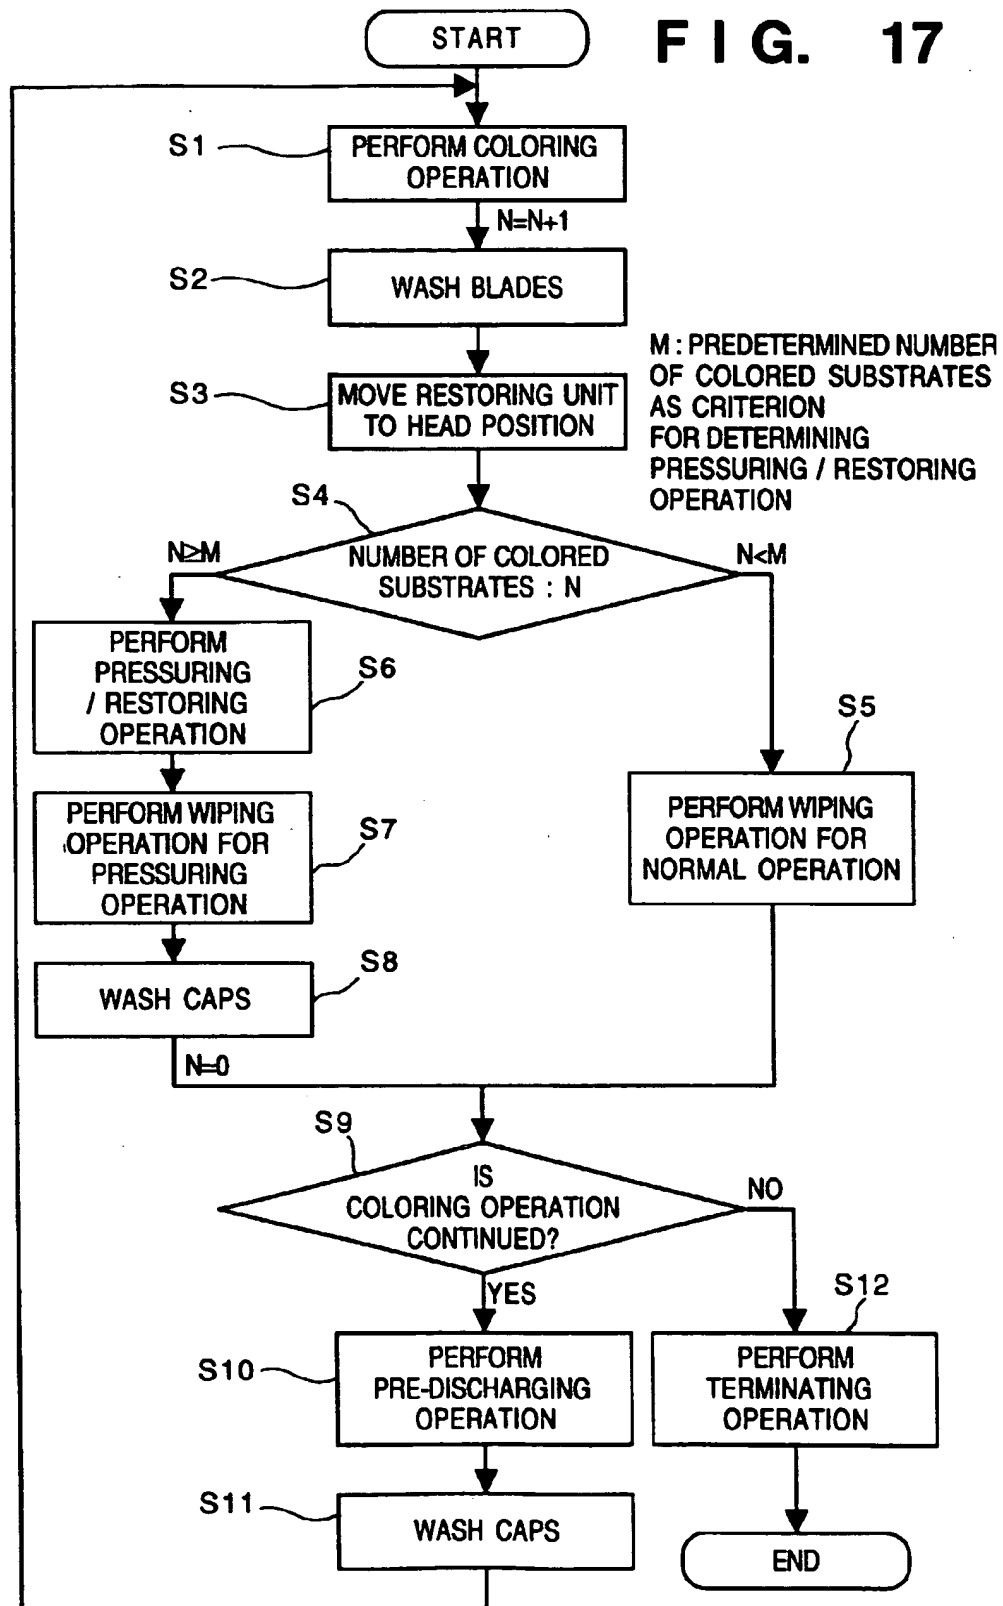 START
FIG. 17
S1
PERFORM COLORING
OPERATION
N=N+1
S2
WASH BLADES
S3
MOVE RESTORING UNIT
TO HEAD POSITION
M : PREDETERMINED NUMBER
OF COLORED SUBSTRATES
AS CRITERION
FOR DETERMINING
PRESSURING / RESTORING
OPERATION
S4
N≥M
NUMBER OF COLORED
SUBSTRATES : N
N<M
PERFORM
PRESSURING
/ RESTORING
OPERATION
S6
S5
PERFORM WIPING
OPERATION FOR
NORMAL OPERATION
PERFORM WIPING
OPERATION FOR
PRESSURING
OPERATION
S7
WASH CAPS
S8
N=0
S9
IS
COLORING OPERATION
CONTINUED?
NO
YES
S10
PERFORM
PRE-DISCHARGING
OPERATION
S12
PERFORM
TERMINATING
OPERATION
S11
WASH CAPS
END